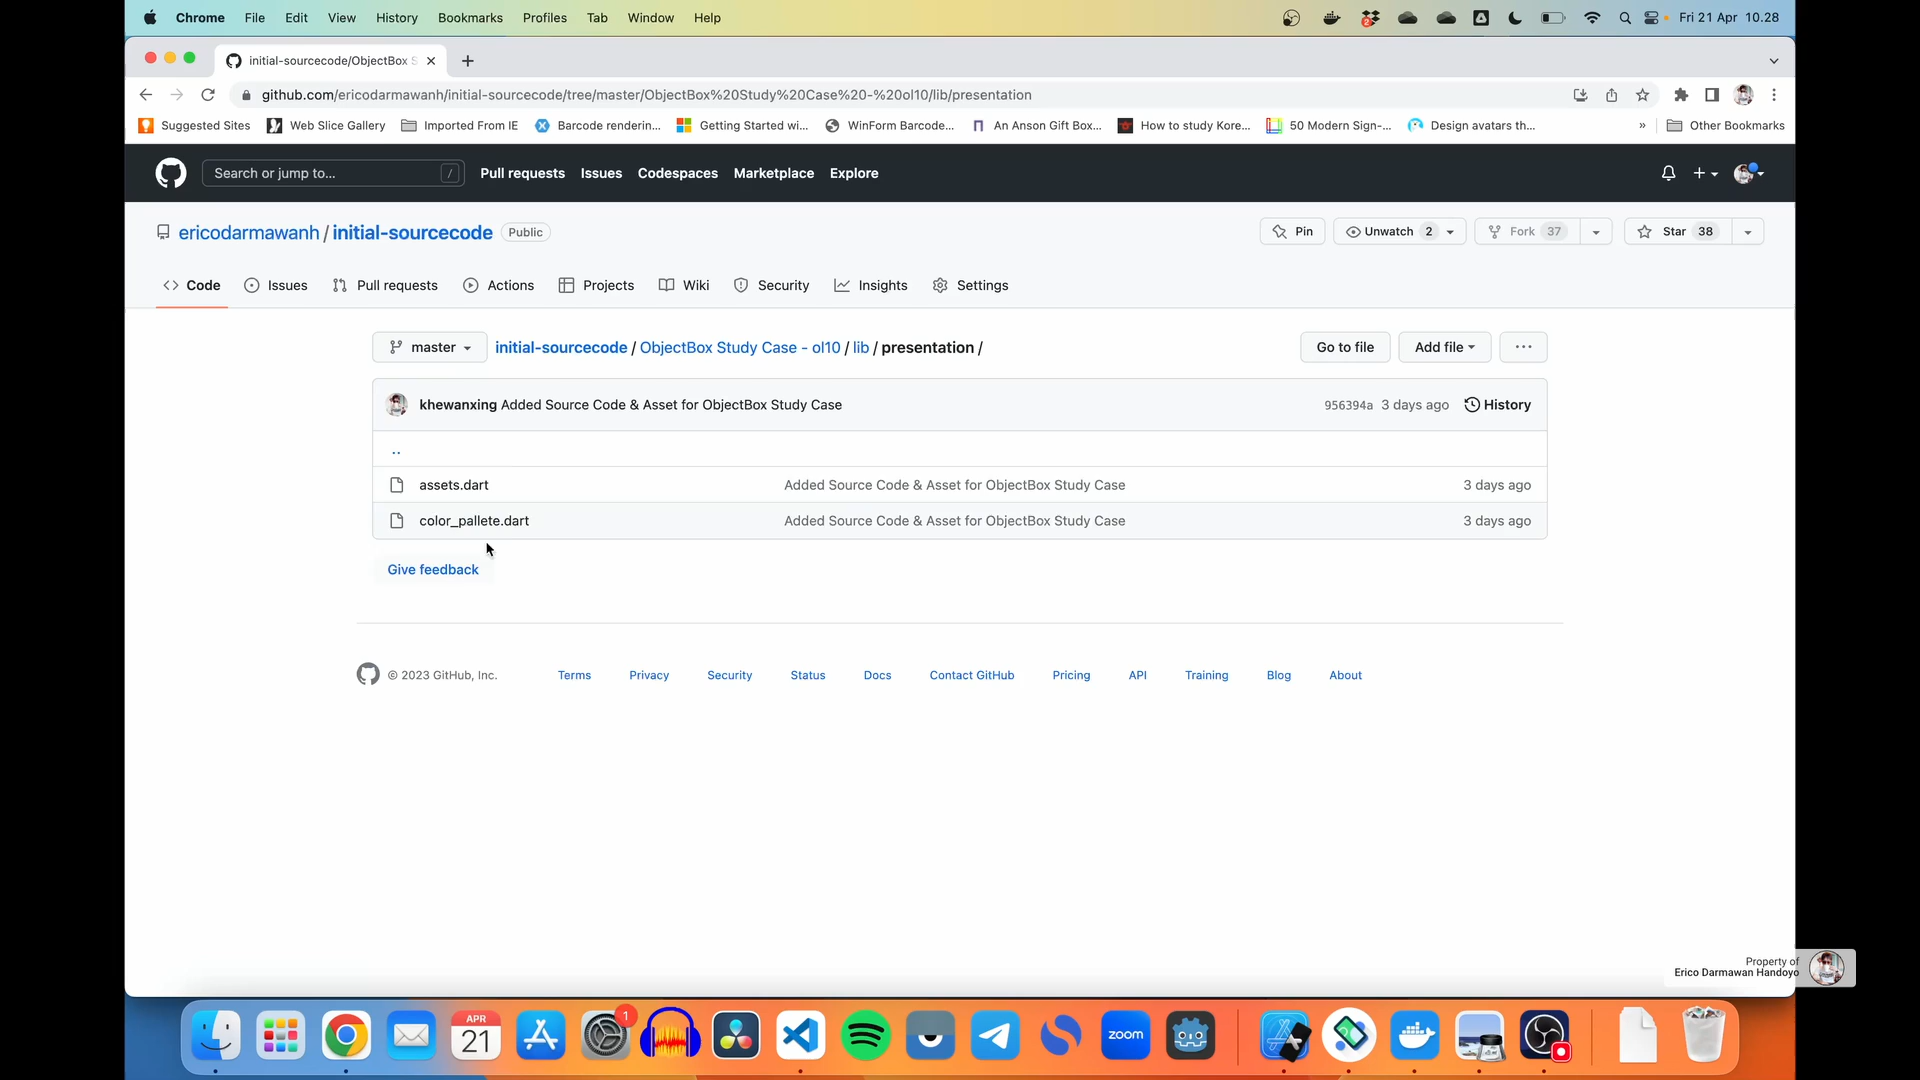 Chrome File Edit View History Bookmarks Profiles Tab Window Help
2
Fri 21 Apr 10.28
initial-sourcecode/ObjectBox S
github.com/ericodarmawanh/initial-sourcecode/tree/master/ObjectBox%20Study%20Case%20-%20ol10/lib/presentation
Suggested Sites Web Slice Gallery Imported From IE Barcode renderin... Getting Started wi... WinForm Barcode... An Anson Gift Box... How to study Kore... 50 Modern Sign-... Design avatars th... » Other Bookmarks
Search or jump to... / Pull requests Issues Codespaces Marketplace Explore
ericodarmawanh / initial-sourcecode Public
Pin Unwatch 2 Fork 37 Star 38
Code Issues Pull requests Actions Projects Wiki Security Insights Settings
master initial-sourcecode / ObjectBox Study Case - ol10 / lib / presentation /
Go to file Add file ...
khewanxing Added Source Code & Asset for ObjectBox Study Case 956394a 3 days ago History
..
assets.dart Added Source Code & Asset for ObjectBox Study Case 3 days ago
color_pallete.dart Added Source Code & Asset for ObjectBox Study Case 3 days ago
Give feedback
© 2023 GitHub, Inc. Terms Privacy Security Status Docs Contact GitHub Pricing API Training Blog About
Property of
Erico Darmawan Handoyo
APR
21
1
zoom